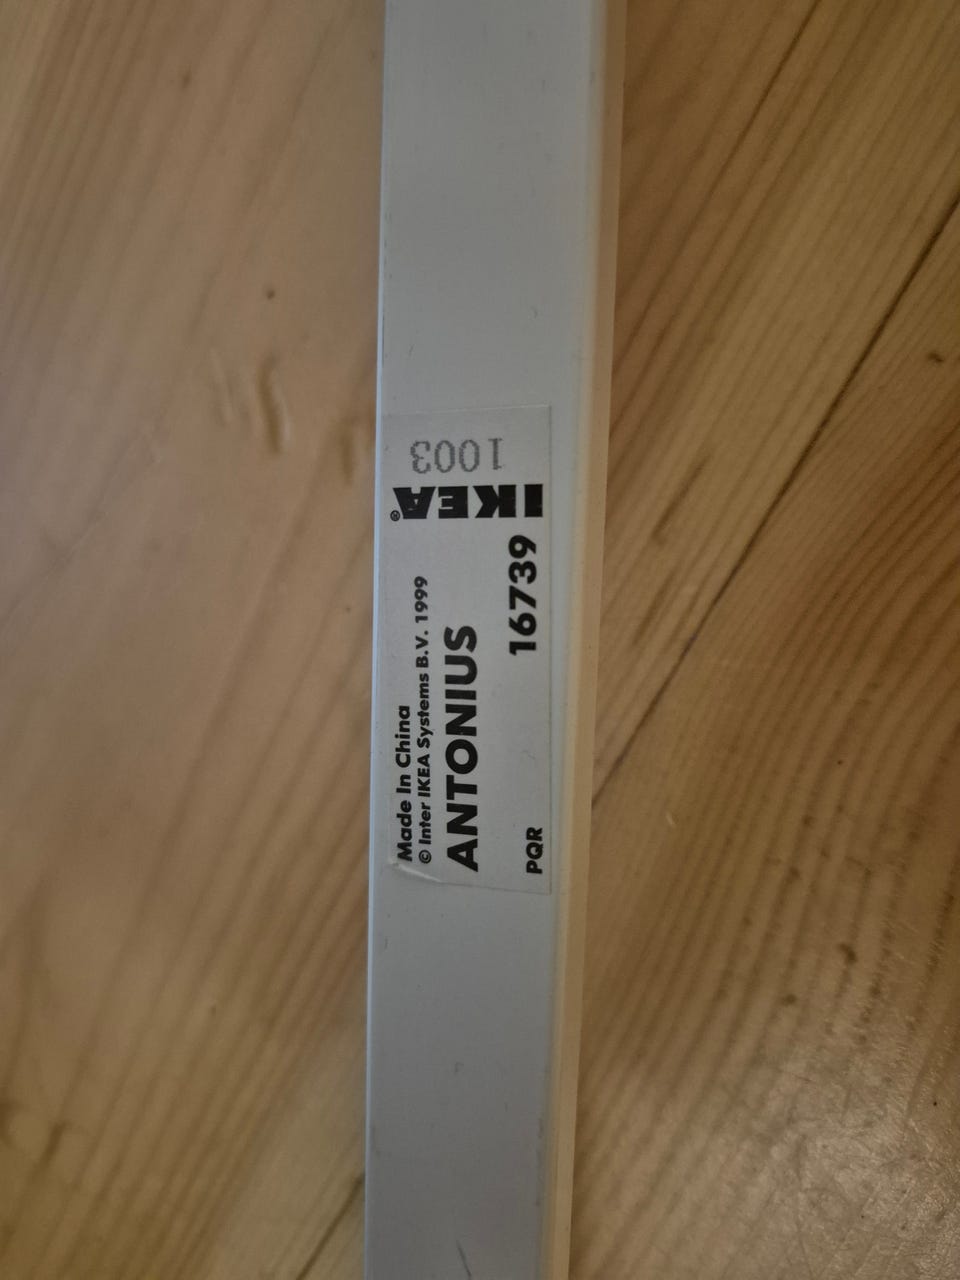 Made In China
© Inter IKEA Systems B.V. 1999
ANTONIUS
16739
PQR
IKEA®
1003